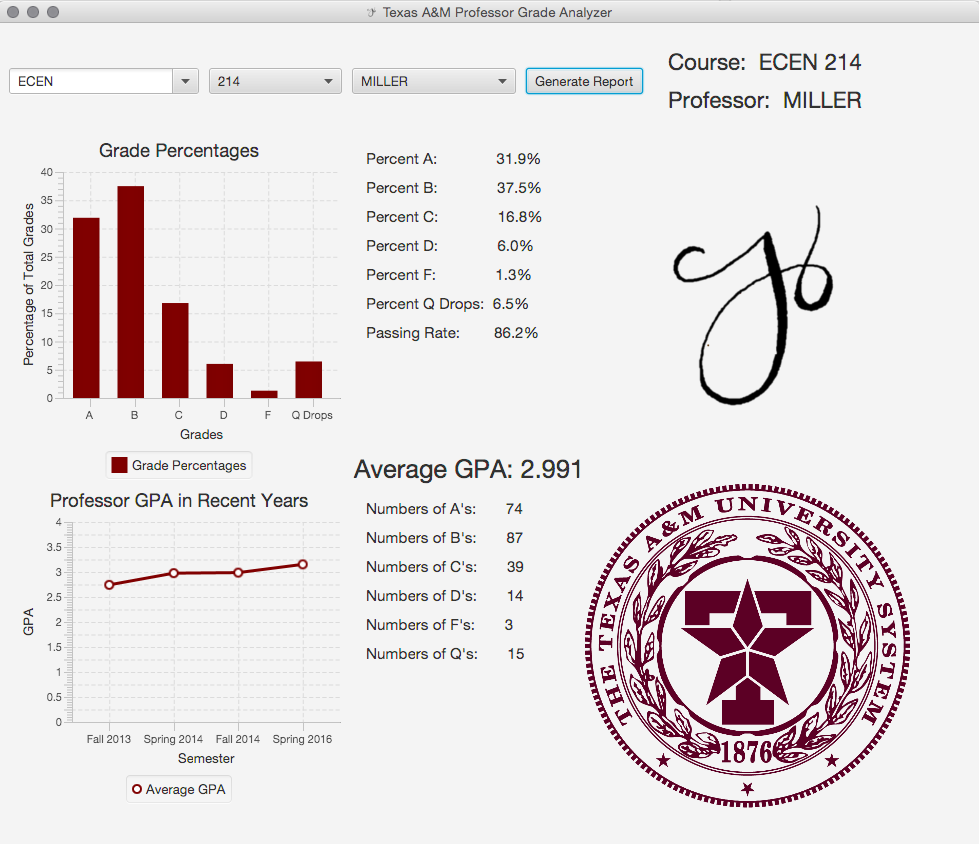 Texas A&M Professor Grade Analyzer
ECEN 214 MILLER Generate Report
Course: ECEN 214
Professor: MILLER
Grade Percentages
40
35
30
25
20
15
10
5
0
Percentage of Total Grades
A B C D F Q Drops
Grades
Grade Percentages
Percent A: 31.9%
Percent B: 37.5%
Percent C: 16.8%
Percent D: 6.0%
Percent F: 1.3%
Percent Q Drops: 6.5%
Passing Rate: 86.2%
Average GPA: 2.991
Numbers of A's: 74
Numbers of B's: 87
Numbers of C's: 39
Numbers of D's: 14
Numbers of F's: 3
Numbers of Q's: 15
Professor GPA in Recent Years
4
3.5
3
2.5
2
1.5
1
0.5
0
GPA
Fall 2013 Spring 2014 Fall 2014 Spring 2016
Semester
Average GPA
THE TEXAS A&M UNIVERSITY SYSTEM
T
1876